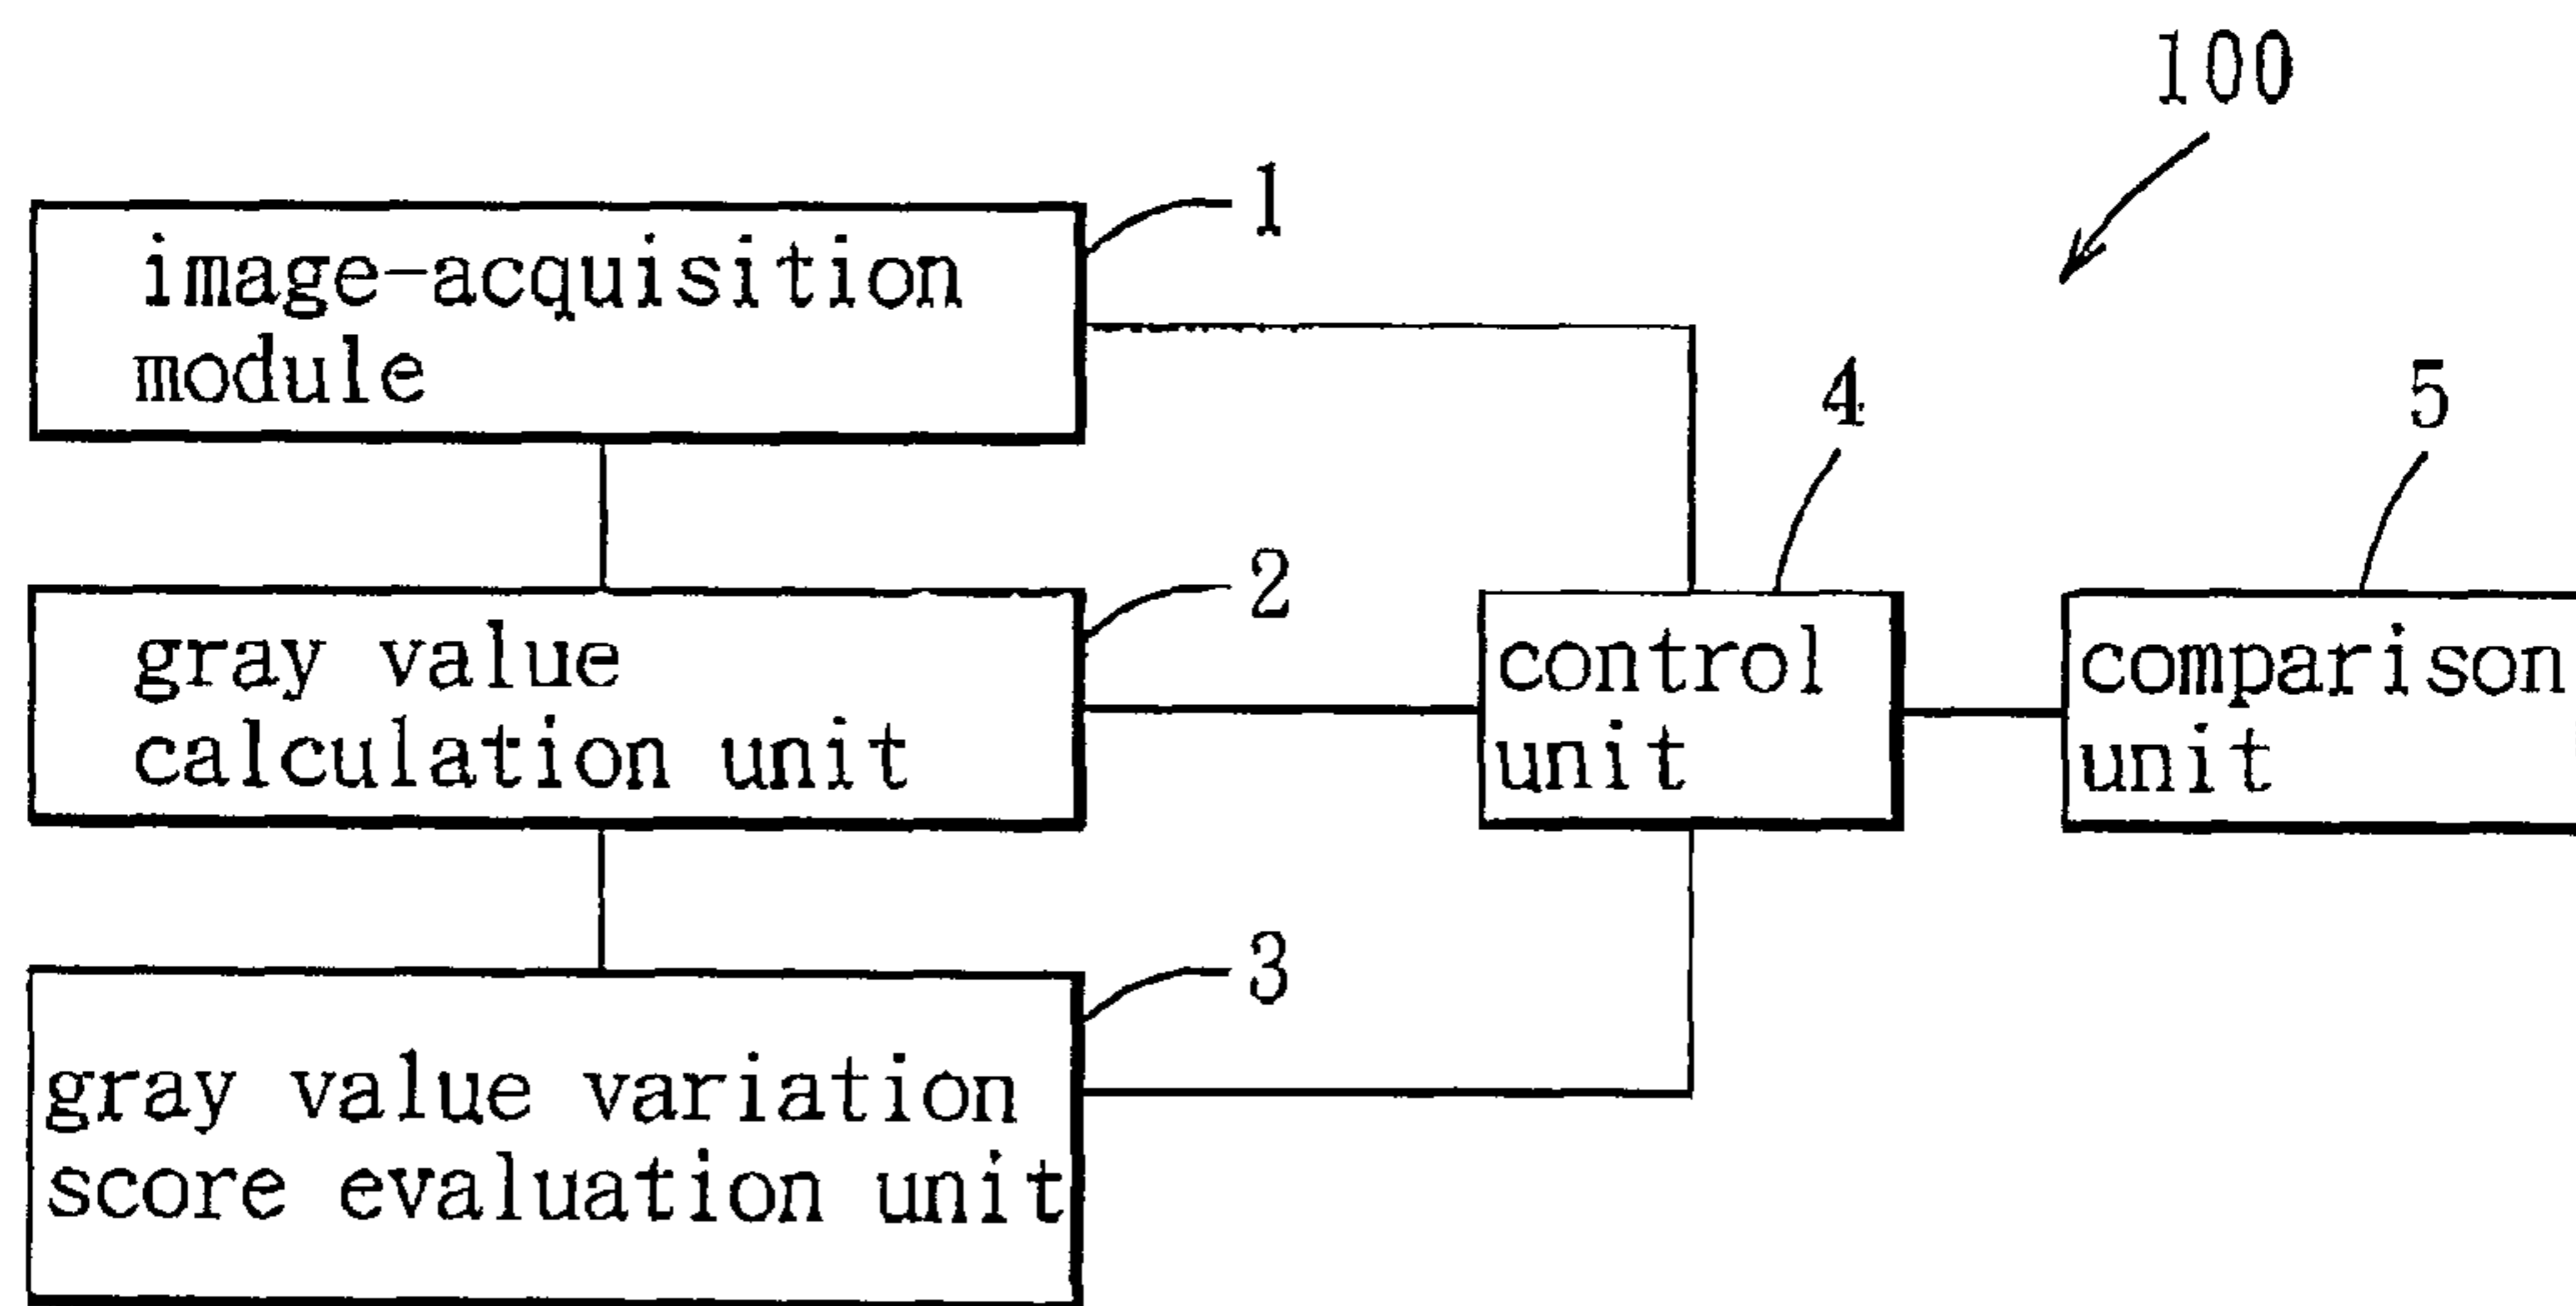 100
1
image-acquisition
module
4
5
2
gray value
calculation unit
control
unit
comparison
unit
3
gray value variation
score evaluation unit